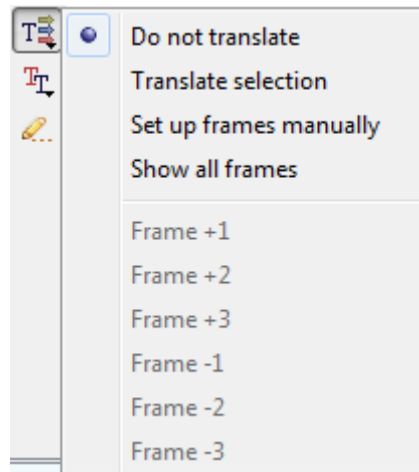 Do not translate
Translate selection
Set up frames manually
Show all frames
Frame +1
Frame +2
Frame +3
Frame -1
Frame -2
Frame -3